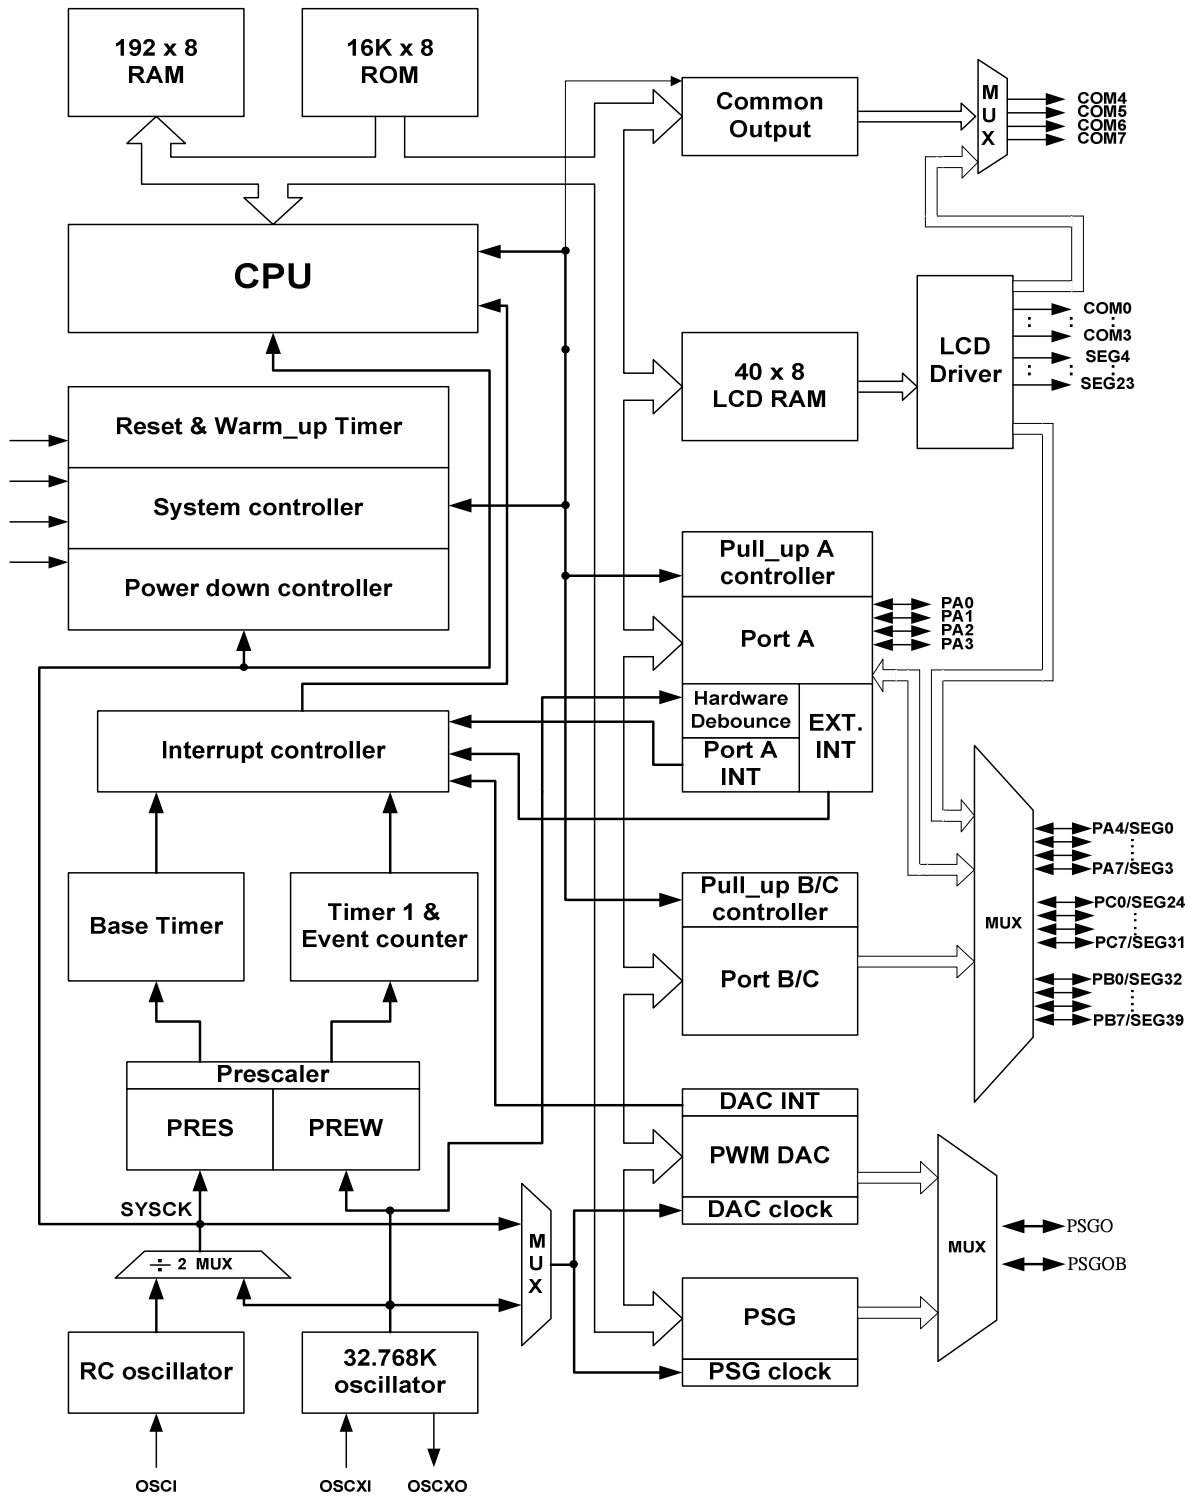 192 x 8
RAM
16K x 8
ROM
Common
Output
M
U
X
COM4
COM5
COM6
COM7
CPU
COM0
: : :
COM3
SEG4
: : :
SEG23
LCD
Driver
40 x 8
LCD RAM
Reset & Warm_up Timer
System controller
Power down controller
Pull_up A
controller
Port A
PA0
PA1
PA2
PA3
Hardware
Debounce
EXT.
INT
Port A
INT
Interrupt controller
Base Timer
Timer 1 &
Event counter
Pull_up B/C
controller
Port B/C
MUX
PA4/SEG0
PA7/SEG3
PC0/SEG24
PC7/SEG31
PB0/SEG32
PB7/SEG39
Prescaler
PRES
PREW
DAC INT
PWM DAC
DAC clock
SYSCK
÷ 2 MUX
M
U
X
MUX
PSGO
PSGOB
PSG
PSG clock
RC oscillator
32.768K
oscillator
OSCI
OSCXI
OSCXO